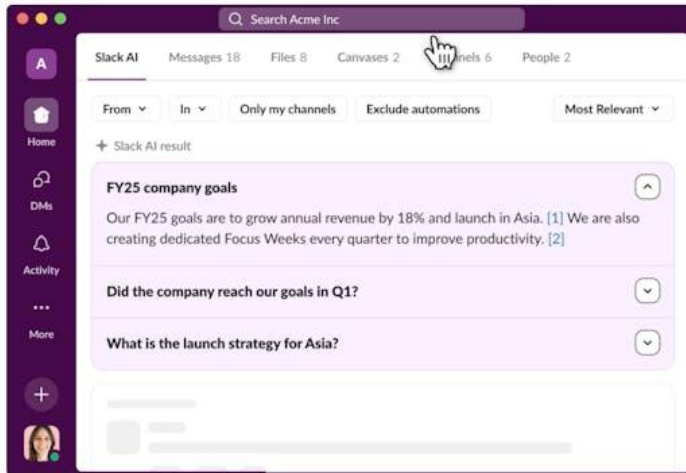 Search Acme Inc
A
Slack AI Messages 18 Files 8 Canvases 2 nels 6 People 2
From In Only my channels Exclude automations Most Relevant
Home
Slack AI result
FY25 company goals
Our FY25 goals are to grow annual revenue by 18% and launch in Asia. [1] We are also
creating dedicated Focus Weeks every quarter to improve productivity. [2]
DMs
Did the company reach our goals in Q1?
Activity
What is the launch strategy for Asia?
More